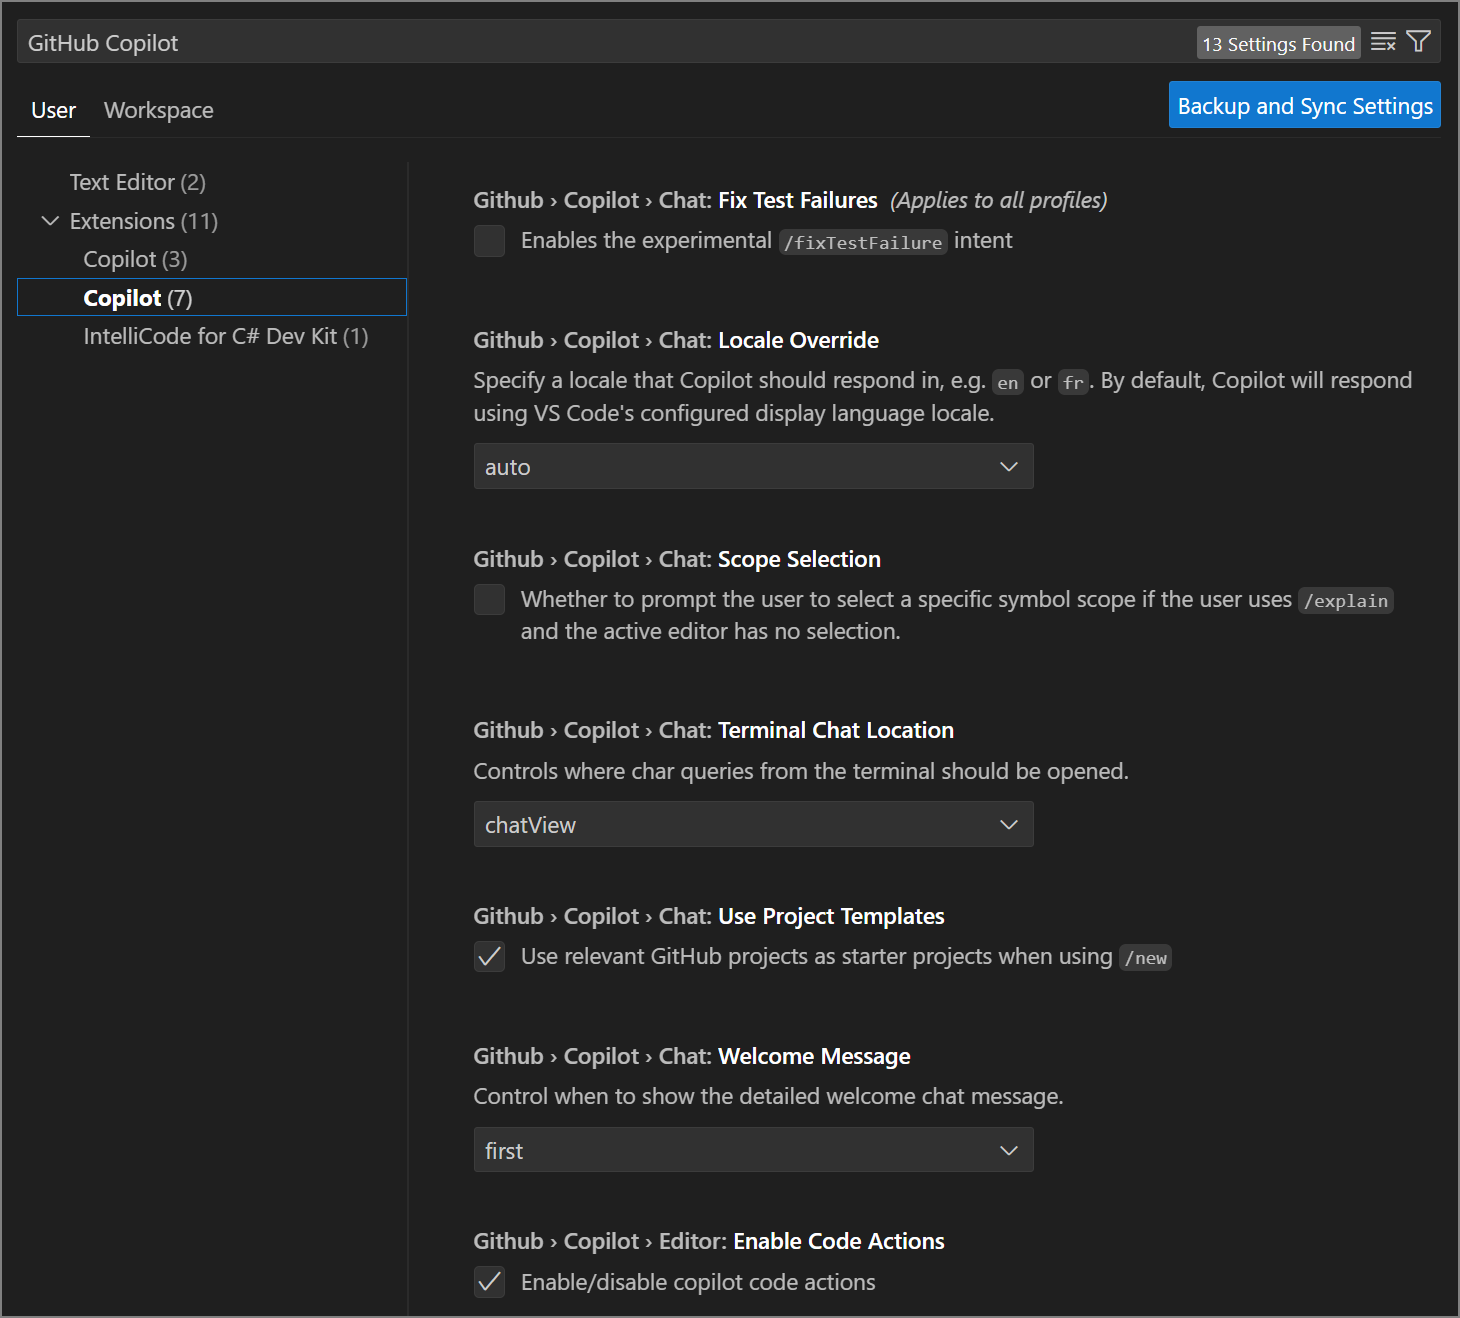 GitHub Copilot
13 Settings Found
User
Workspace
Backup and Sync Settings
Text Editor (2)
Extensions (11)
Copilot (3)
Copilot (7)
IntelliCode for C# Dev Kit (1)
Github › Copilot › Chat: Fix Test Failures (Applies to all profiles)
Enables the experimental /fixTestFailure intent
Github › Copilot › Chat: Locale Override
Specify a locale that Copilot should respond in, e.g. en or fr. By default, Copilot will respond
using VS Code's configured display language locale.
auto
Github › Copilot › Chat: Scope Selection
Whether to prompt the user to select a specific symbol scope if the user uses /explain
and the active editor has no selection.
Github › Copilot › Chat: Terminal Chat Location
Controls where char queries from the terminal should be opened.
chatView
Github › Copilot › Chat: Use Project Templates
Use relevant GitHub projects as starter projects when using /new
Github › Copilot › Chat: Welcome Message
Control when to show the detailed welcome chat message.
first
Github › Copilot › Editor: Enable Code Actions
Enable/disable copilot code actions